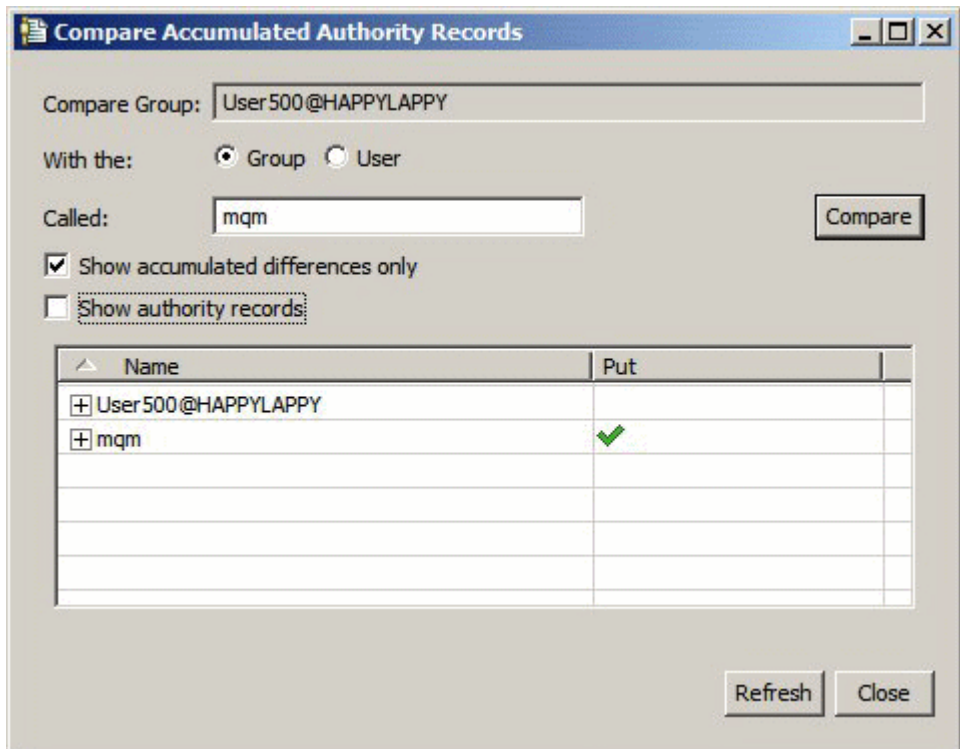 Compare Accumulated Authority Records
Compare Group: User500@HAPPYLAPPY
With the: Group User
Called: mqm Compare
Show accumulated differences only
Show authority records
Name Put
User500@HAPPYLAPPY
mqm
Refresh Close